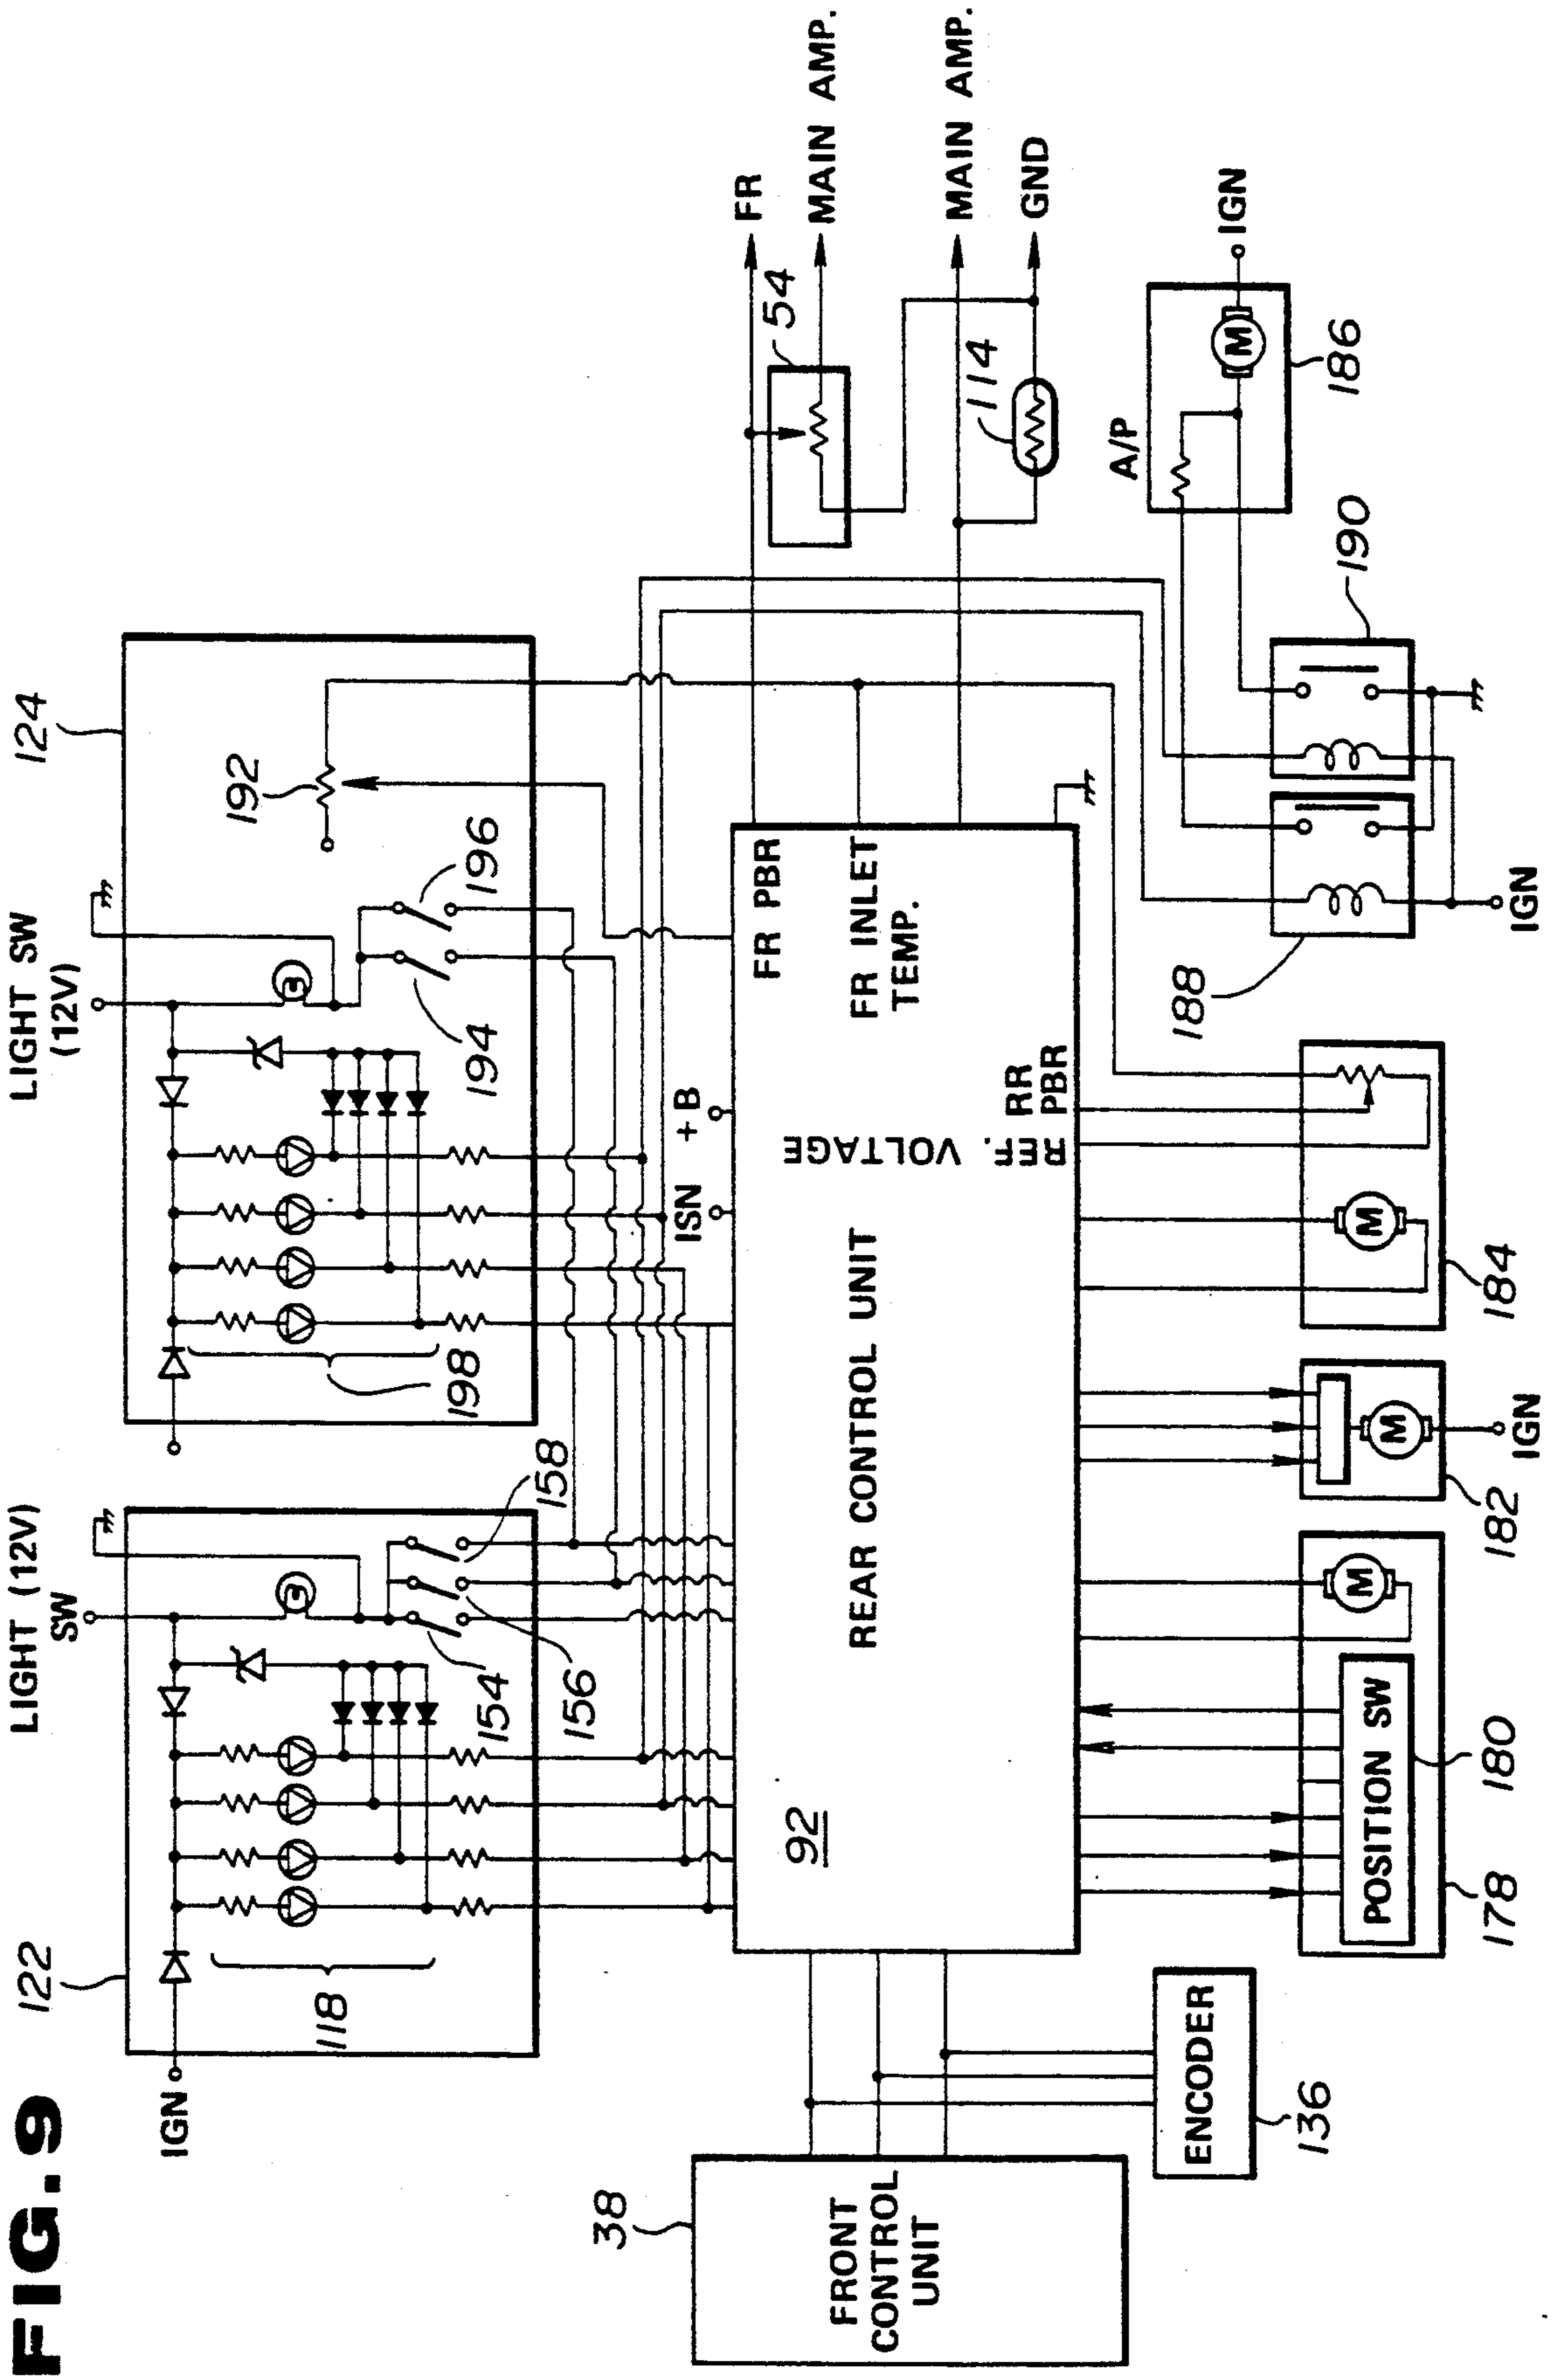 FIG.9
122
LIGHT (12V)
SW
LIGHT SW
(12V)
124
IGN
118
154
156
158
198
194
196
192
ISN
+ B
FR
MAIN AMP.
54
MAIN AMP.
GND
114
38
FRONT
CONTROL
UNIT
ENCODER
136
92
REAR CONTROL UNIT
REF. VOLTAGE
FR PBR
FR INLET
TEMP.
RR
PBR
A/P
M
IGN
186
190
188
IGN
POSITION SW
180
178
M
M
182
IGN
M
184